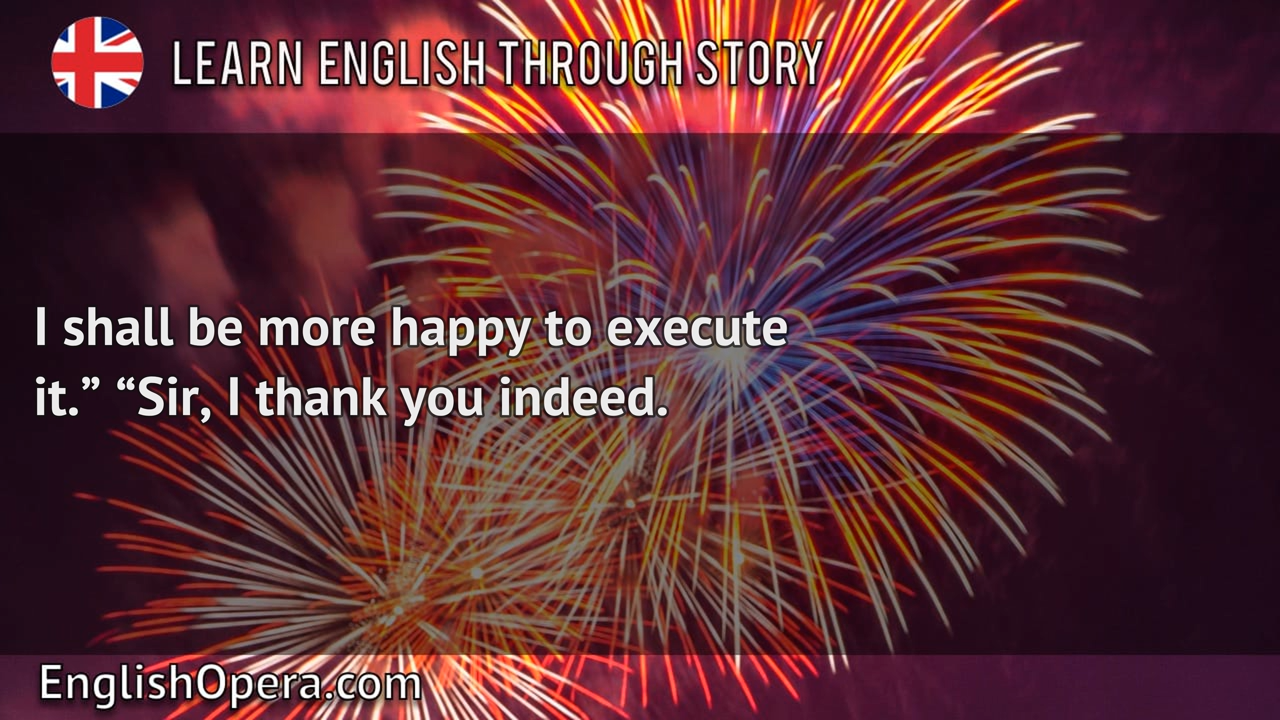 LEARN ENGLISH THROUGH STORY
I shall be more happy to execute
it.” “Sir, I thank you indeed.
EnglishOpera.com